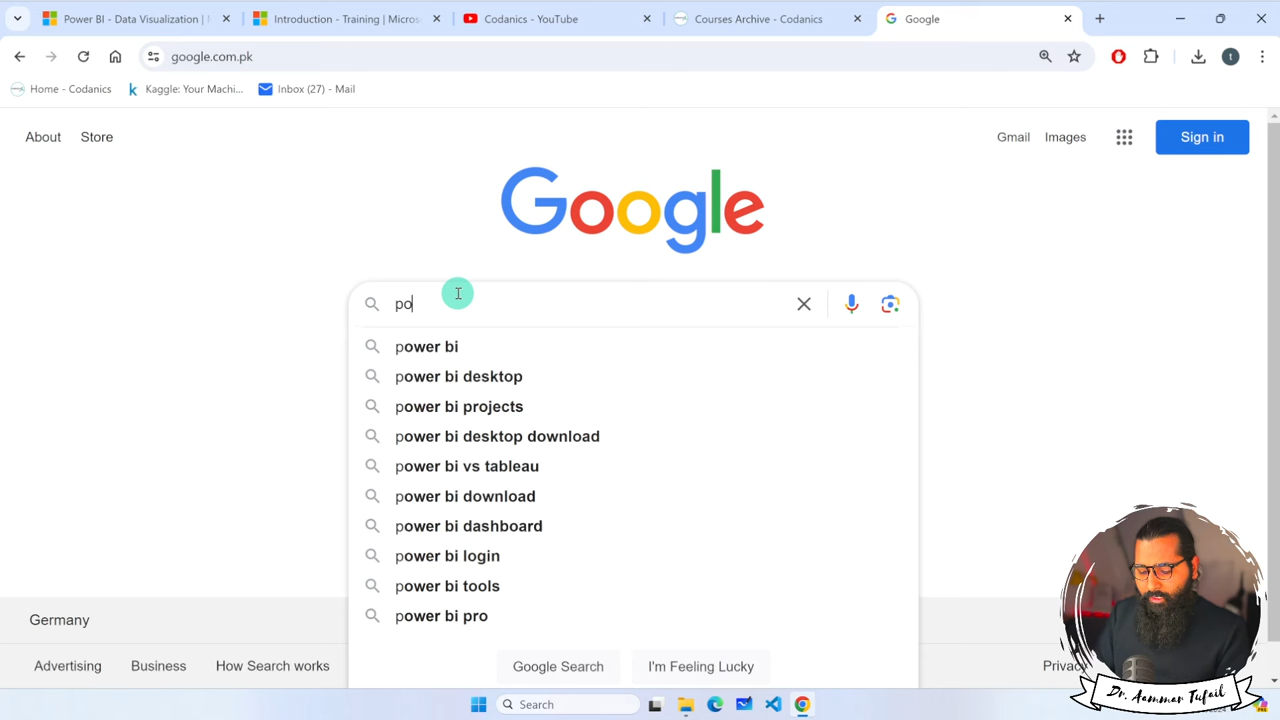 Power BI - Data Visualization |
Introduction - Training | Micros
Codanics - YouTube
Courses Archive - Codanics
Google
google.com.pk
t
Home - Codanics
Kaggle: Your Machi...
Inbox (27) - Mail
About
Store
Gmail
Images
Sign in
Google
po
power bi
power bi desktop
power bi projects
power bi desktop download
power bi vs tableau
power bi download
power bi dashboard
power bi login
power bi tools
power bi pro
Google Search
I'm Feeling Lucky
Germany
Advertising
Business
How Search works
Privacy
Dr. Aammar Tufail
Search